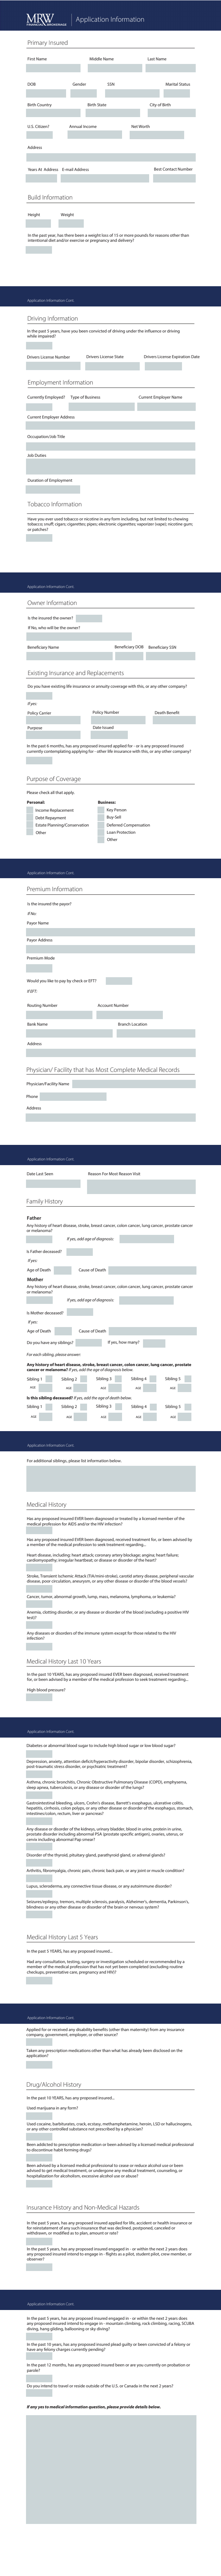 MRW
FINANCIAL BROKERAGE
Application Information
Primary Insured
First Name Middle Name Last Name
DOB Gender SSN Marital Status
Birth Country Birth State City of Birth
U.S. Citizen? Annual Income Net Worth
Address
Years At Address E-mail Address Best Contact Number
Build Information
Height Weight
In the past year, has there been a weight loss of 15 or more pounds for reasons other than
intentional diet and/or exercise or pregnancy and delivery?
Application Information Cont.
Driving Information
In the past 5 years, have you been convicted of driving under the influence or driving
while impaired?
Drivers License Number Drivers License State Drivers License Expiration Date
Employment Information
Currently Employed? Type of Business Current Employer Name
Current Employer Address
Occupation/Job Title
Job Duties
Duration of Employment
Tobacco Information
Have you ever used tobacco or nicotine in any form including, but not limited to chewing
tobacco; snuff; cigars; cigarettes; pipes; electronic cigarettes; vaporizer (vape); nicotine gum;
or patches?
Application Information Cont.
Owner Information
Is the insured the owner?
If No, who will be the owner?
Beneficiary Name Beneficiary DOB Beneficiary SSN
Existing Insurance and Replacements
Do you have existing life insurance or annuity coverage with this, or any other company?
If yes:
Policy Carrier Policy Number Death Benefit
Purpose Date Issued
In the past 6 months, has any proposed insured applied for - or is any proposed insured
currently contemplating applying for - other life insurance with this, or any other company?
Purpose of Coverage
Please check all that apply.
Personal: Business:
Income Replacement Key Person
Debt Repayment Buy-Sell
Estate Planning/Conservation Deferred Compensation
Other Loan Protection
Other
Application Information Cont.
Premium Information
Is the insured the payor?
If No:
Payor Name
Payor Address
Premium Mode
Would you like to pay by check or EFT?
If EFT:
Routing Number Account Number
Bank Name Branch Location
Address
Physician/ Facility that has Most Complete Medical Records
Physician/Facility Name
Phone
Address
Application Information Cont.
Date Last Seen Reason For Most Reason Visit
Family History
Father
Any history of heart disease, stroke, breast cancer, colon cancer, lung cancer, prostate cancer
or melanoma?
If yes, add age of diagnosis
Is Father deceased?
If yes:
Age of Death Cause of Death
Mother
Any history of heart disease, stroke, breast cancer, colon cancer, lung cancer, prostate cancer
or melanoma?
If yes, add age of diagnosis
Is Mother deceased?
If yes:
Age of Death Cause of Death
Do you have any siblings? If yes, how many?
For each sibling, please answer:
Any history of heart disease, stroke, breast cancer, colon cancer, lung cancer, prostate
cancer or melanoma? If yes, add the age of diagnosis below.
Sibling 1 Sibling 2 Sibling 3 Sibling 4 Sibling 5
AGE AGE AGE AGE AGE
Is this sibling deceased? If yes, add the age of death below.
Sibling 1 Sibling 2 Sibling 3 Sibling 4 Sibling 5
AGE AGE AGE AGE AGE
Application Information Cont.
For additional siblings, please list information below.
Medical History
Has any proposed insured EVER been diagnosed or treated by a licensed member of the
medical profession for AIDS and/or the HIV infection?
Has any proposed insured EVER been diagnosed, received treatment for, or been advised by
a member of the medical profession to seek treatment regarding...
Heart disease, including: heart attack; coronary artery blockage; angina; heart failure;
cardiomyopathy; irregular heartbeat; or disease or disorder of the heart?
Stroke, Transient Ischemic Attack (TIA/mini-stroke), carotid artery disease, peripheral vascular
disease, poor circulation, aneurysm, or any other disease or disorder of the blood vessels?
Cancer, tumor, abnormal growth, lump, mass, melanoma, lymphoma, or leukemia?
Anemia, clotting disorder, or any disease or disorder of the blood (excluding a positive HIV
test)?
Any diseases or disorders of the immune system except for those related to the HIV
infection?
Medical History Last 10 Years
In the past 10 YEARS, has any proposed insured EVER been diagnosed, received treatment
for, or been advised by a member of the medical profession to seek treatment regarding...
High blood pressure?
Application Information Cont.
Diabetes or abnormal blood sugar to include high blood sugar or low blood sugar?
Depression, anxiety, attention deficit/hyperactivity disorder, bipolar disorder, schizophrenia,
post-traumatic stress disorder, or psychiatric treatment?
Asthma, chronic bronchitis, Chronic Obstructive Pulmonary Disease (COPD), emphysema,
sleep apnea, tuberculosis, or any disease or disorder of the lungs?
Gastrointestinal bleeding, ulcers, Crohn's disease, Barrett's esophagus, ulcerative colitis,
hepatitis, cirrhosis, colon polyps, or any other disease or disorder of the esophagus, stomach,
intestines/colon, rectum, liver or pancreas?
Any disease or disorder of the kidneys, urinary bladder, blood in urine, protein in urine,
prostate disorder including abnormal PSA (prostate specific antigen), ovaries, uterus, or
cervix including abnormal Pap smear?
Disorder of the thyroid, pituitary gland, parathyroid gland, or adrenal glands?
Arthritis, fibromyalgia, chronic pain, chronic back pain, or any joint or muscle condition?
Lupus, scleroderma, any connective tissue disease, or any autoimmune disorder?
Seizures/epilepsy, tremors, multiple sclerosis, paralysis, Alzheimer's, dementia, Parkinson's,
blindness or any other disease or disorder of the brain or nervous system?
Medical History Last 5 Years
In the past 5 YEARS, has any proposed insured...
Had any consultation, testing, surgery or investigation scheduled or recommended by a
member of the medical profession that has not yet been completed (excluding routine
checkups, preventative care, pregnancy and HIV)?
Application Information Cont.
Applied for or received any disability benefits (other than maternity) from any insurance
company, government, employer, or other source?
Taken any prescription medications other than what has already been disclosed on the
application?
Drug/Alcohol History
In the past 10 YEARS, has any proposed insured...
Used marijuana in any form?
Used cocaine, barbiturates, crack, ecstasy, methamphetamine, heroin, LSD or hallucinogens,
or any other controlled substance not prescribed by a physician?
Been addicted to prescription medication or been advised by a licensed medical professional
to discontinue habit forming drugs?
Been advised by a licensed medical professional to cease or reduce alcohol use or been
advised to get medical treatment, or undergone any medical treatment, counseling, or
hospitalization for alcoholism, excessive alcohol use or abuse?
Insurance History and Non-Medical Hazards
In the past 5 years, has any proposed insured applied for life, accident or health insurance or
for reinstatement of any such insurance that was declined, postponed, canceled or
withdrawn, or modified as to plan, amount or rate?
In the past 5 years, has any proposed insured engaged in - or within the next 2 years does
any proposed insured intend to engage in - flights as a pilot, student pilot, crew member, or
observer?
Application Information Cont.
In the past 5 years, has any proposed insured engaged in - or within the next 2 years does
any proposed insured intend to engage in - mountain climbing, rock climbing, racing, SCUBA
diving, hang gliding, ballooning or sky diving?
In the past 10 years, has any proposed insured plead guilty or been convicted of a felony or
have any felony charges currently pending?
In the past 12 months, has any proposed insured been or are you currently on probation or
parole?
Do you intend to travel or reside outside of the U.S. or Canada in the next 2 years?
If any yes to medical information question, please provide details below.